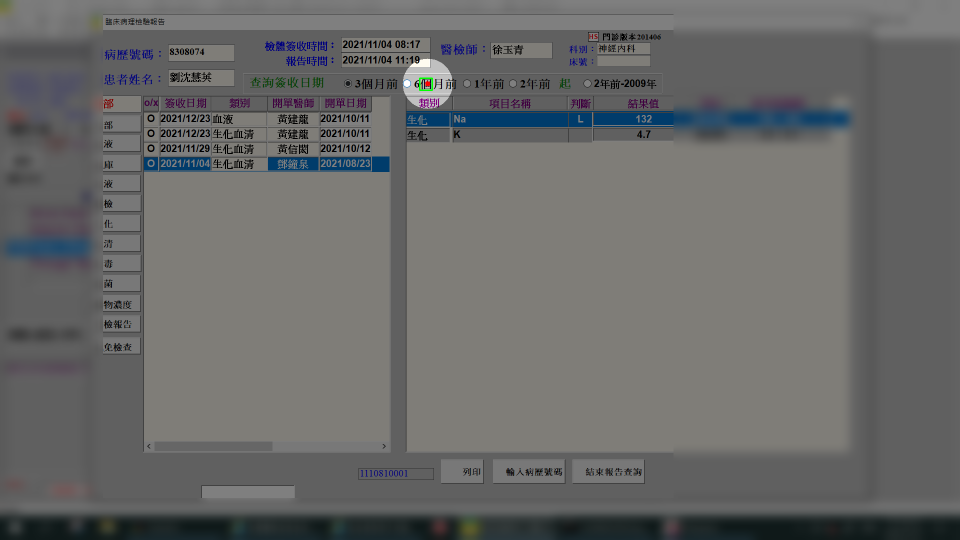 臨床病理檢驗報告
HS 門診版本201406
病歷號碼： 8308074 檢體簽收時間： 2021/11/04 08:17 醫檢師： 徐玉青 科別： 神經內科
報告時間： 2021/11/04 11:19 床號：
患者姓名： 劉沈慧英 查詢簽收日期 3個月前 6個月前 1年前 2年前 起 2年前-2009年
部 o/x 簽收日期 類別 開單醫師 開單日期 類別 項目名稱 判斷 結果值
O 2021/12/23 血液 黃建龍 2021/10/11 生化 Na L 132
部 O 2021/12/23 生化血清 黃建龍 2021/10/11 生化 K 4.7
液 O 2021/11/29 生化血清 黃信閎 2021/10/12
庫 O 2021/11/04 生化血清 鄧鐘泉 2021/08/23
液
檢
化
清
毒
菌
物濃度
檢報告
免檢查
1110810001 列印 輸入病歷號碼 結束報告查詢